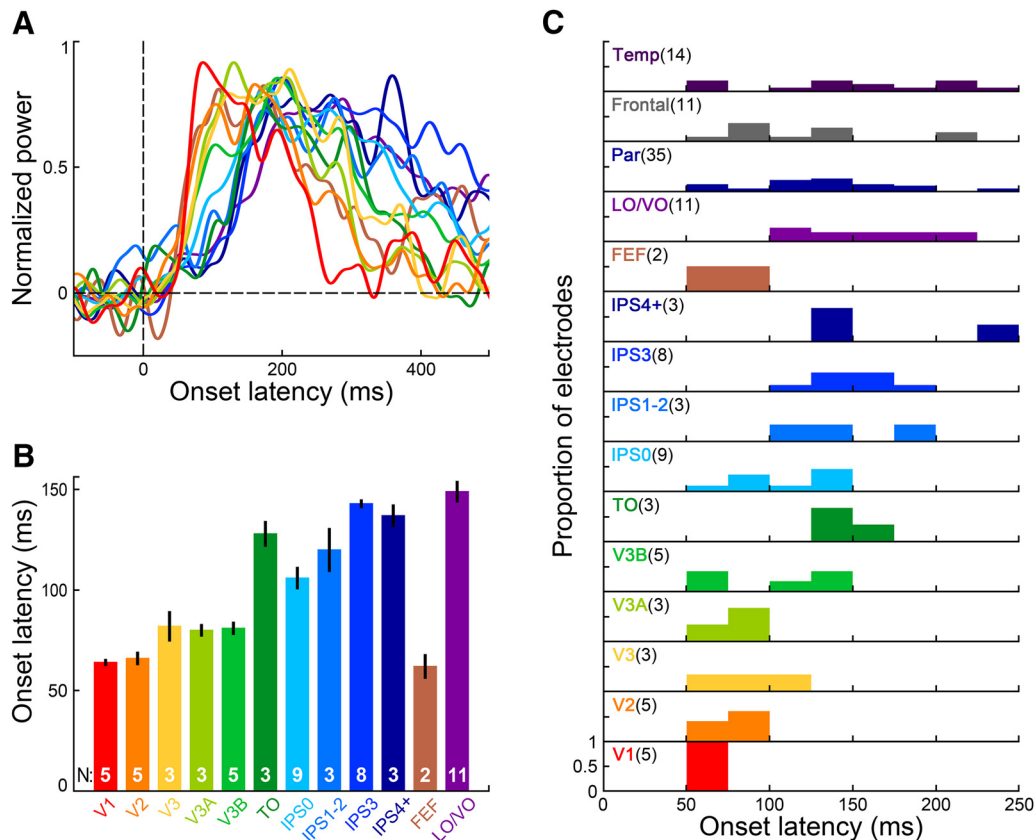 A
1
0.5
0
Normalized power
0
200
400
Onset latency (ms)
B
150
100
50
0
Onset latency (ms)
N: 5 5 3 3 5 3 9 3 8 3 2 11
V1 V2 V3 V3A V3B TO IPS0 IPS1-2 IPS3 IPS4+ FEF LO/VO
C
Temp(14)
Frontal(11)
Par(35)
LO/VO(11)
FEF(2)
IPS4+(3)
IPS3(8)
IPS1-2(3)
IPS0(9)
TO(3)
V3B(5)
V3A(3)
V3(3)
V2(5)
V1(5)
1
0.5
0
Proportion of electrodes
0 50 100 150 200 250
Onset latency (ms)